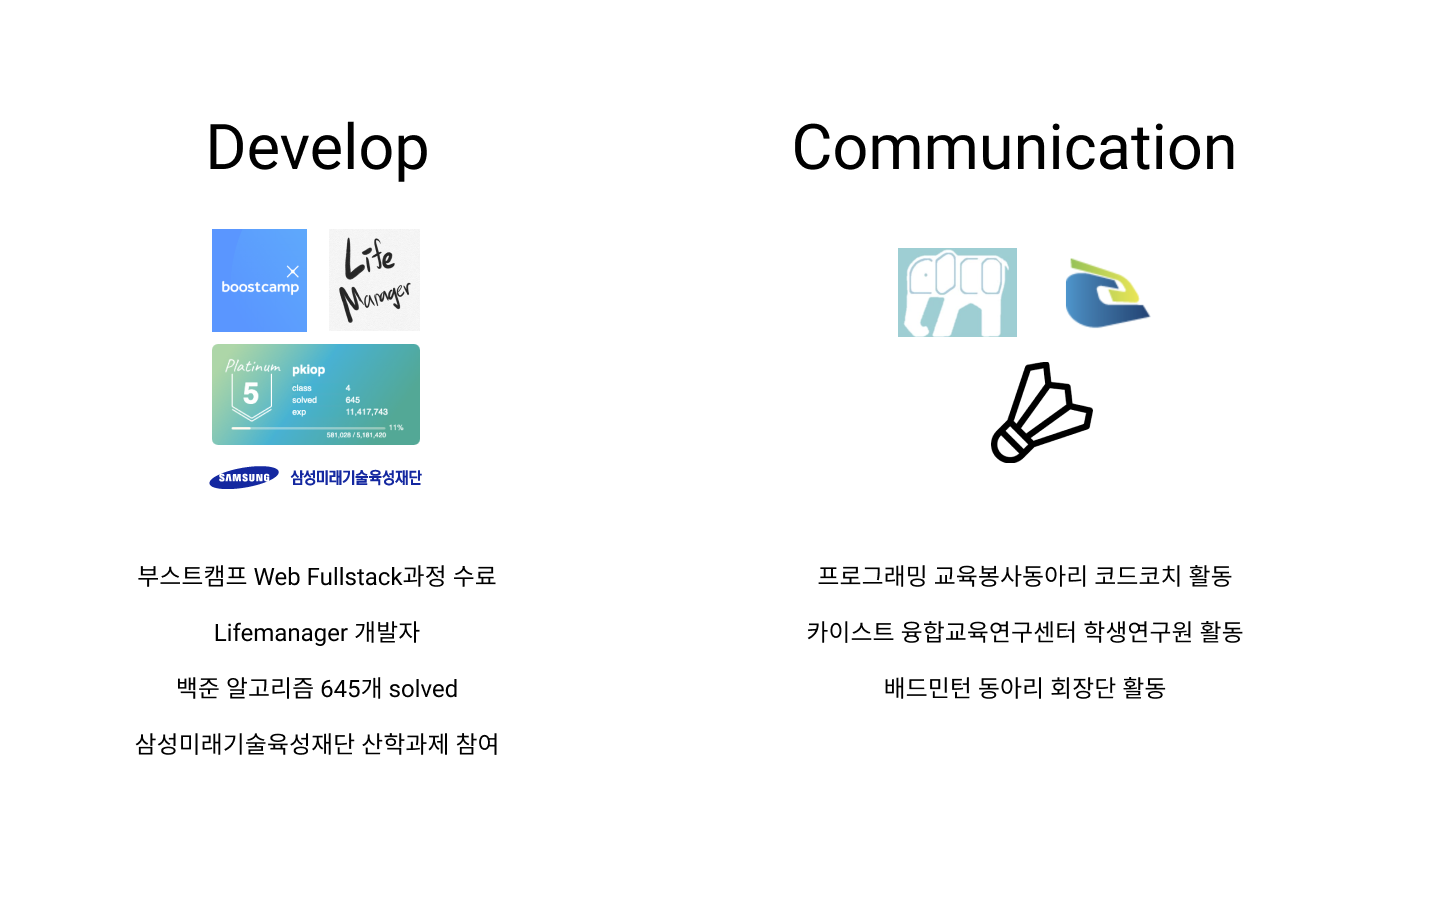 Develop
boostcamp
Life
Manager
Platinum
5
pklop
class 4
solved 645
exp 11,417,743
11%
581,028 / 5,181,420
SAMSUNG 삼성미래기술육성재단
부스트캠프 Web Fullstack과정 수료
Lifemanager 개발자
백준 알고리즘 645개 solved
삼성미래기술육성재단 산학과제 참여
Communication
COCO
프로그래밍 교육봉사동아리 코드코치 활동
카이스트 융합교육연구센터 학생연구원 활동
배드민턴 동아리 회장단 활동